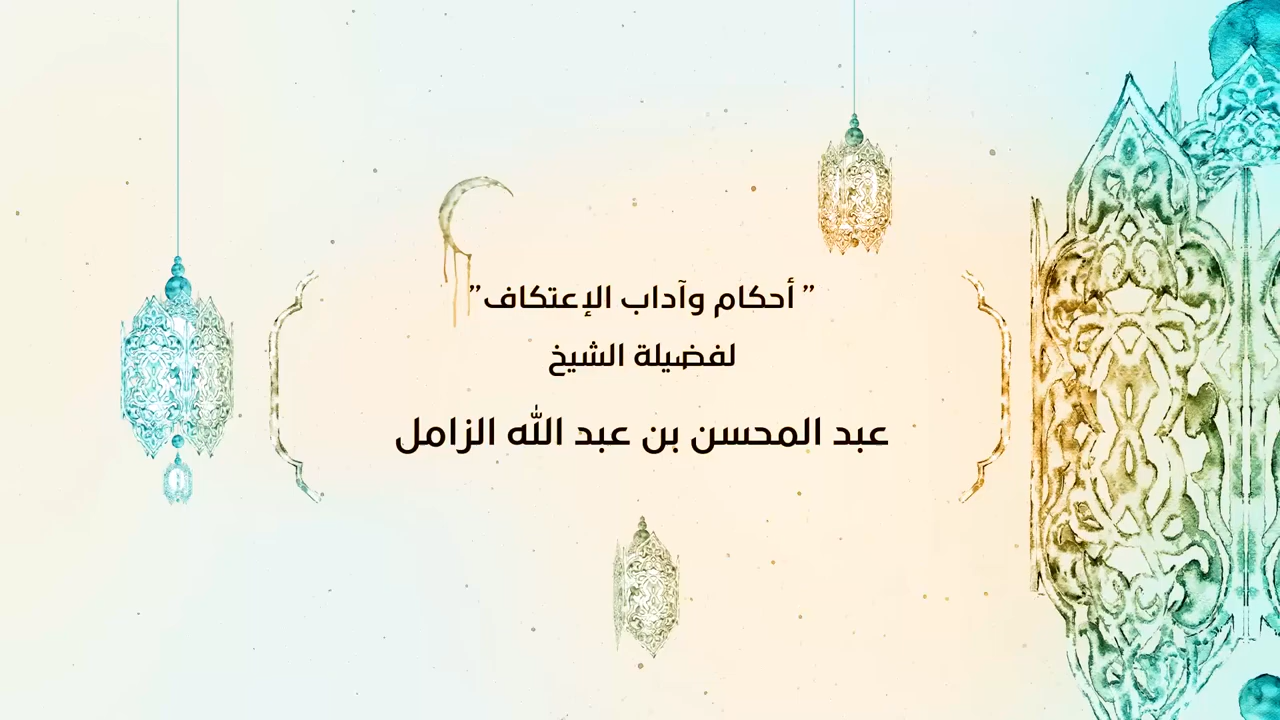 ” أحكام وآداب الإعتكاف”
لفضيلة الشيخ
عبد المحسن بن عبد الله الزامل